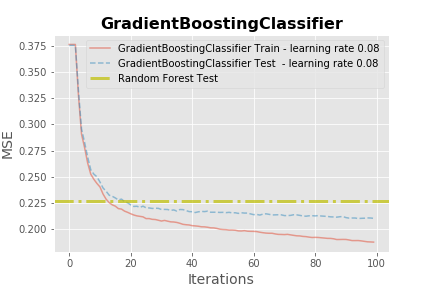 GradientBoostingClassifier
GradientBoostingClassifier Train - learning rate 0.08
GradientBoostingClassifier Test - learning rate 0.08
Random Forest Test
MSE
0.375
0.350
0.325
0.300
0.275
0.250
0.225
0.200
0 20 40 60 80 100
Iterations